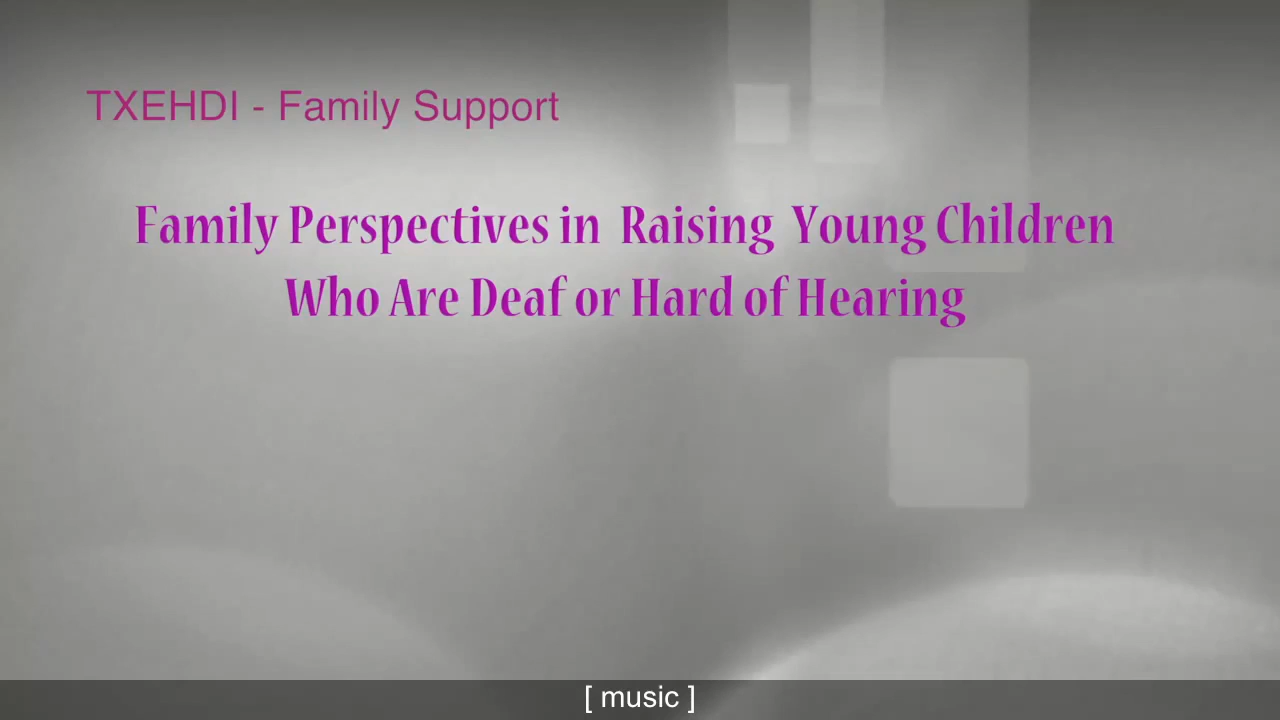 TXEHDI - Family Support
Family Perspectives in Raising Young Children
Who Are Deaf or Hard of Hearing
[ music ]